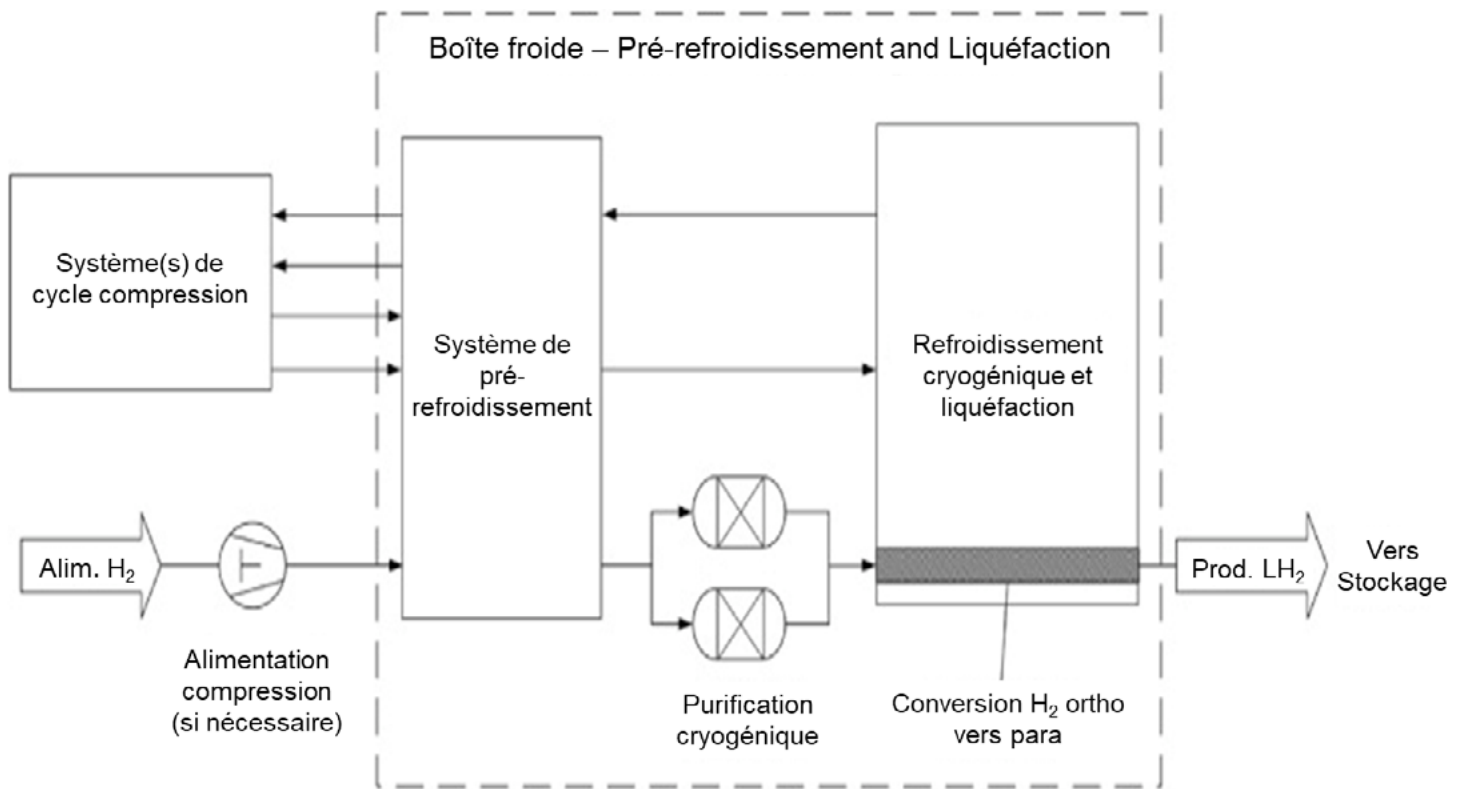 Boîte froide – Pré-refroidissement and Liquéfaction
Système(s) de
cycle compression
Système de
pré-
refroidissement
Refroidissement
cryogénique et
liquéfaction
Alim. H₂
Prod. LH₂
Vers
Stockage
Alimentation
compression
(si nécessaire)
Purification
cryogénique
Conversion H₂ ortho
vers para